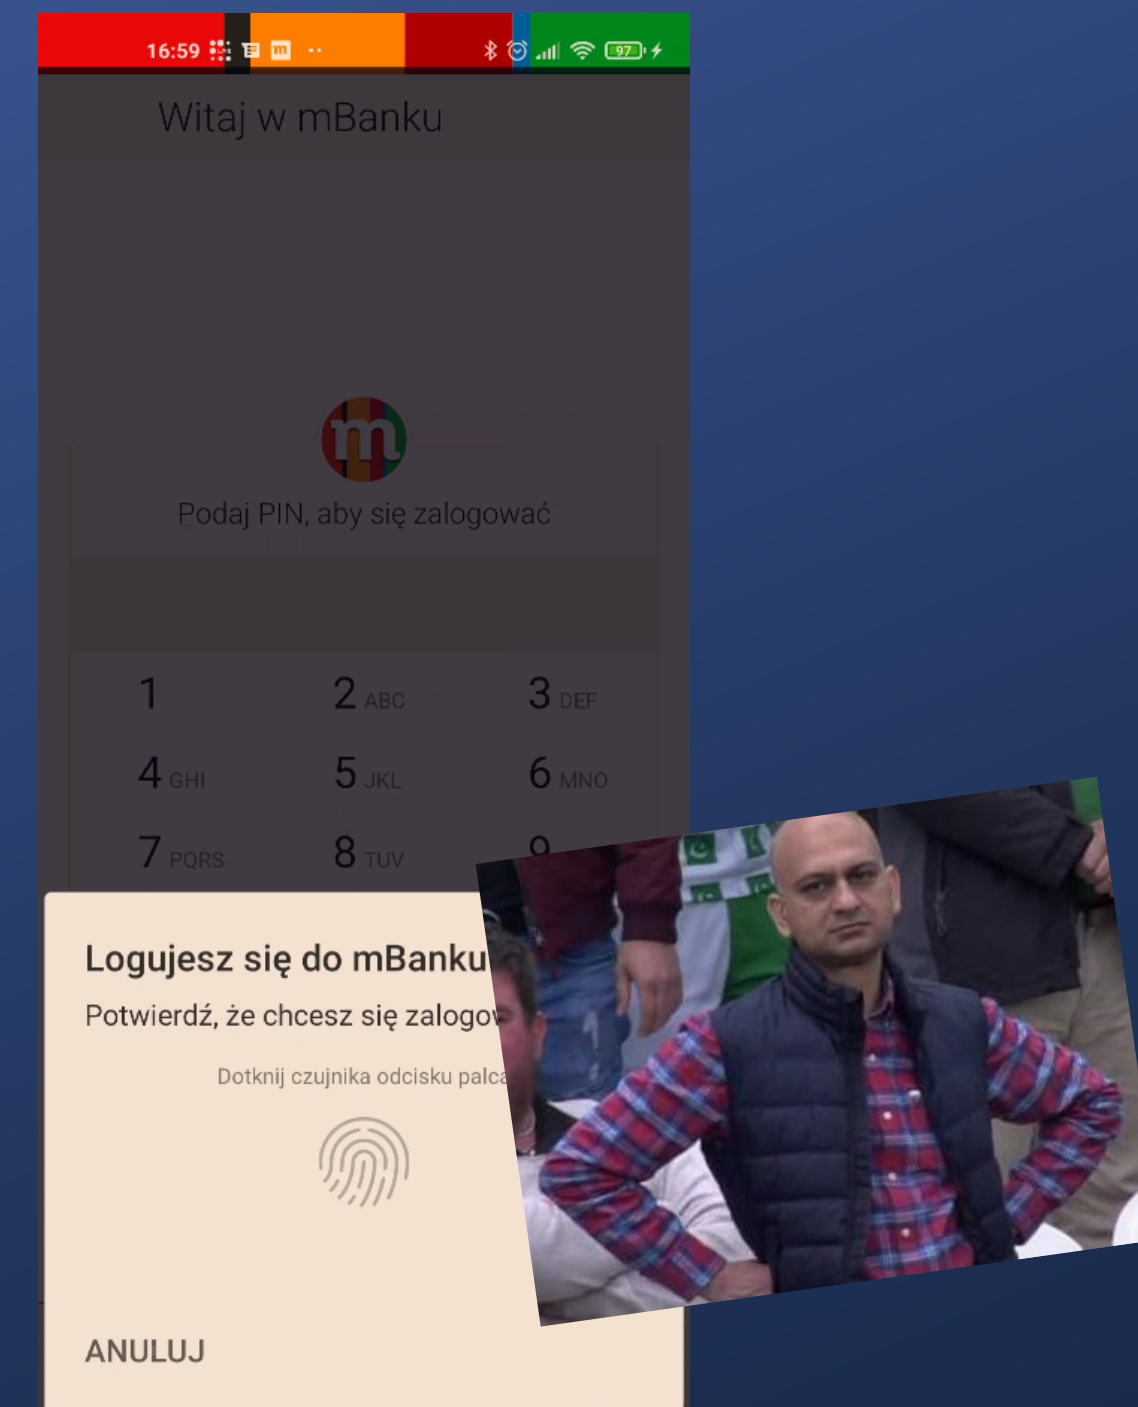 16:59
97
Witaj w mBanku
m
Podaj PIN, aby się zalogować
1 2 ABC 3 DEF
4 GHI 5 JKL 6 MNO
7 PQRS 8 TUV 9
Logujesz się do mBanku
Potwierdź, że chcesz się zalogow
Dotknij czujnika odcisku palca
ANULUJ